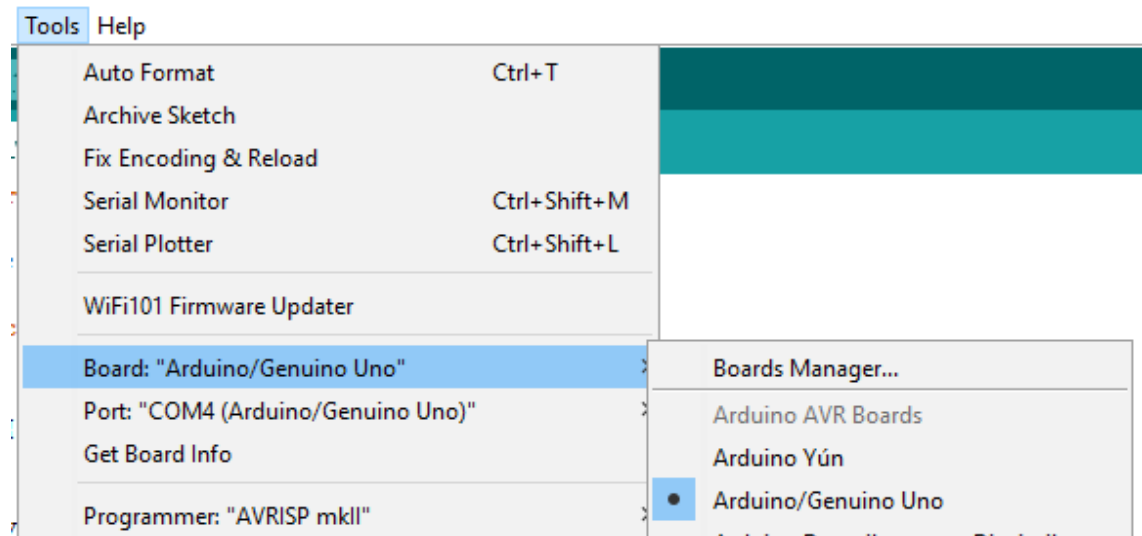 Tools Help
Auto Format Ctrl+T
Archive Sketch
Fix Encoding & Reload
Serial Monitor Ctrl+Shift+M
Serial Plotter Ctrl+Shift+L
WiFi101 Firmware Updater
Board: "Arduino/Genuino Uno"
Port: "COM4 (Arduino/Genuino Uno)"
Get Board Info
Programmer: "AVRISP mkII"
Boards Manager...
Arduino AVR Boards
Arduino Yún
Arduino/Genuino Uno